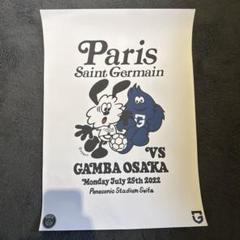 Paris
Saint Germain
VS
GAMBA OSAKA
Monday July 25th 2022
Panasonic Stadium Suita